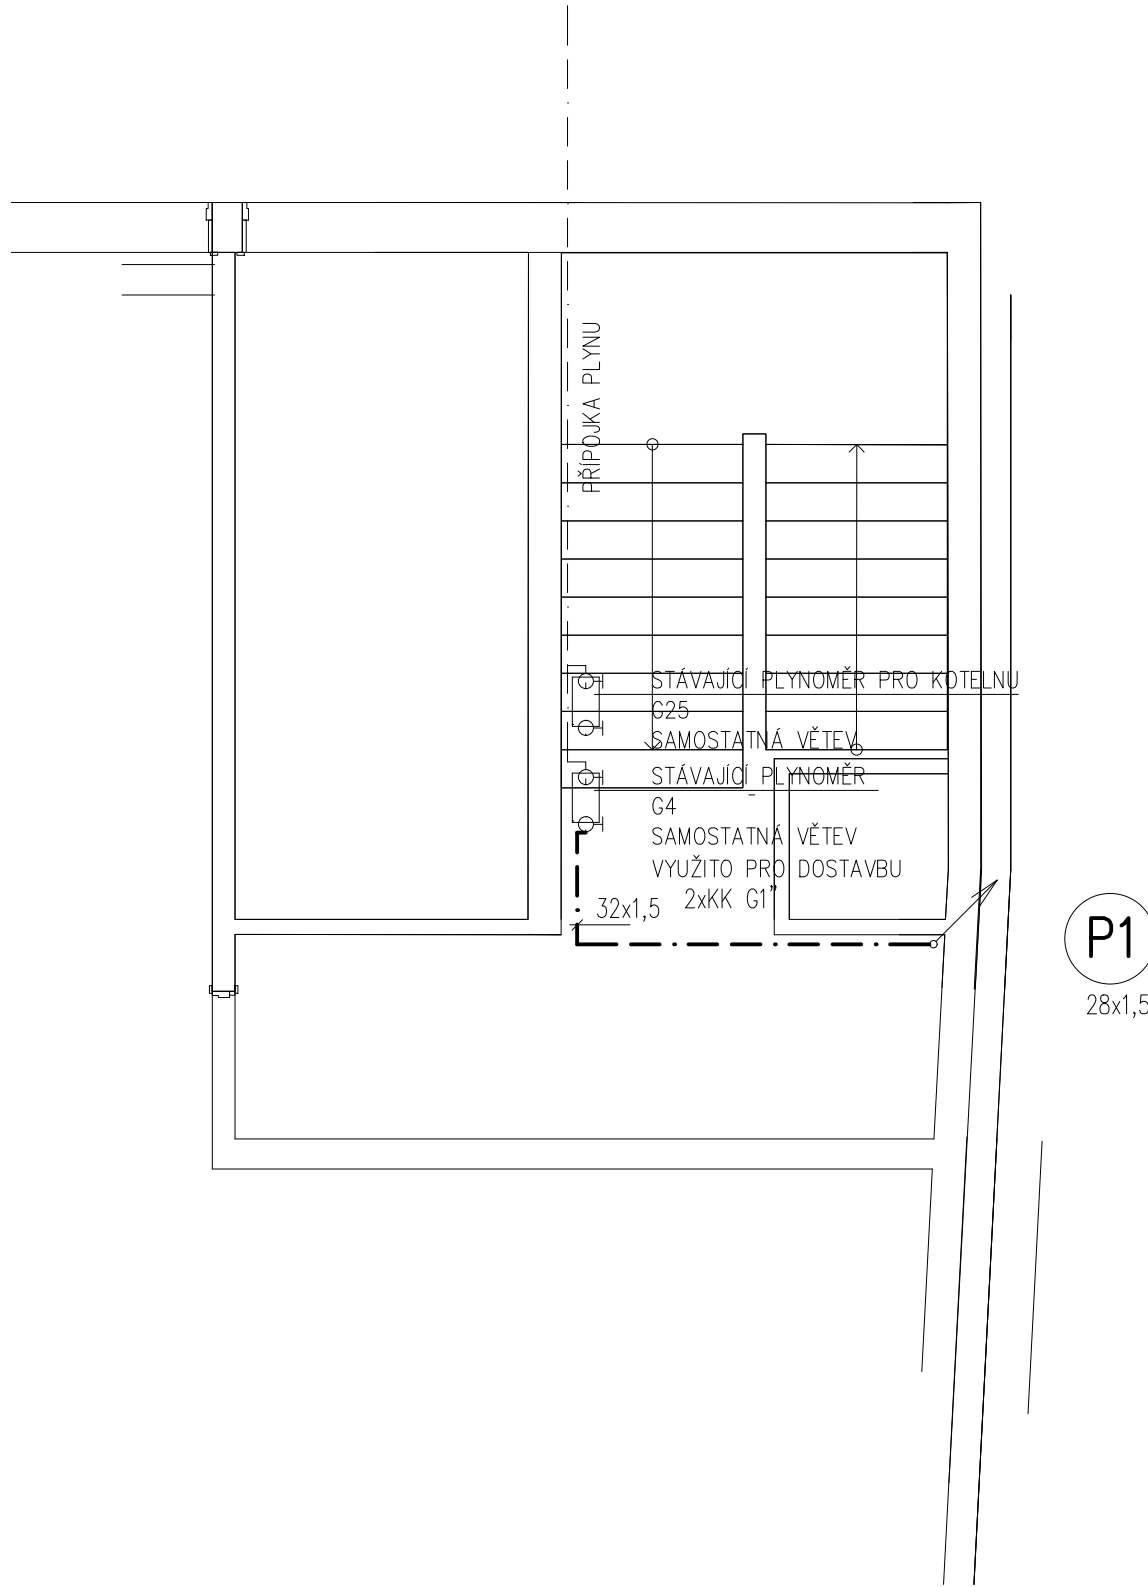 PŘÍPOJKA PLYNU
STÁVAJÍCÍ PLYNOMĚR PRO KOTELNU
G25
SAMOSTATNÁ VĚTEV
STÁVAJÍCÍ PLYNOMĚR
G4
SAMOSTATNÁ VĚTEV
VYUŽITO PRO DOSTAVBU
2xKK G1"
32x1,5
P1
28x1,5